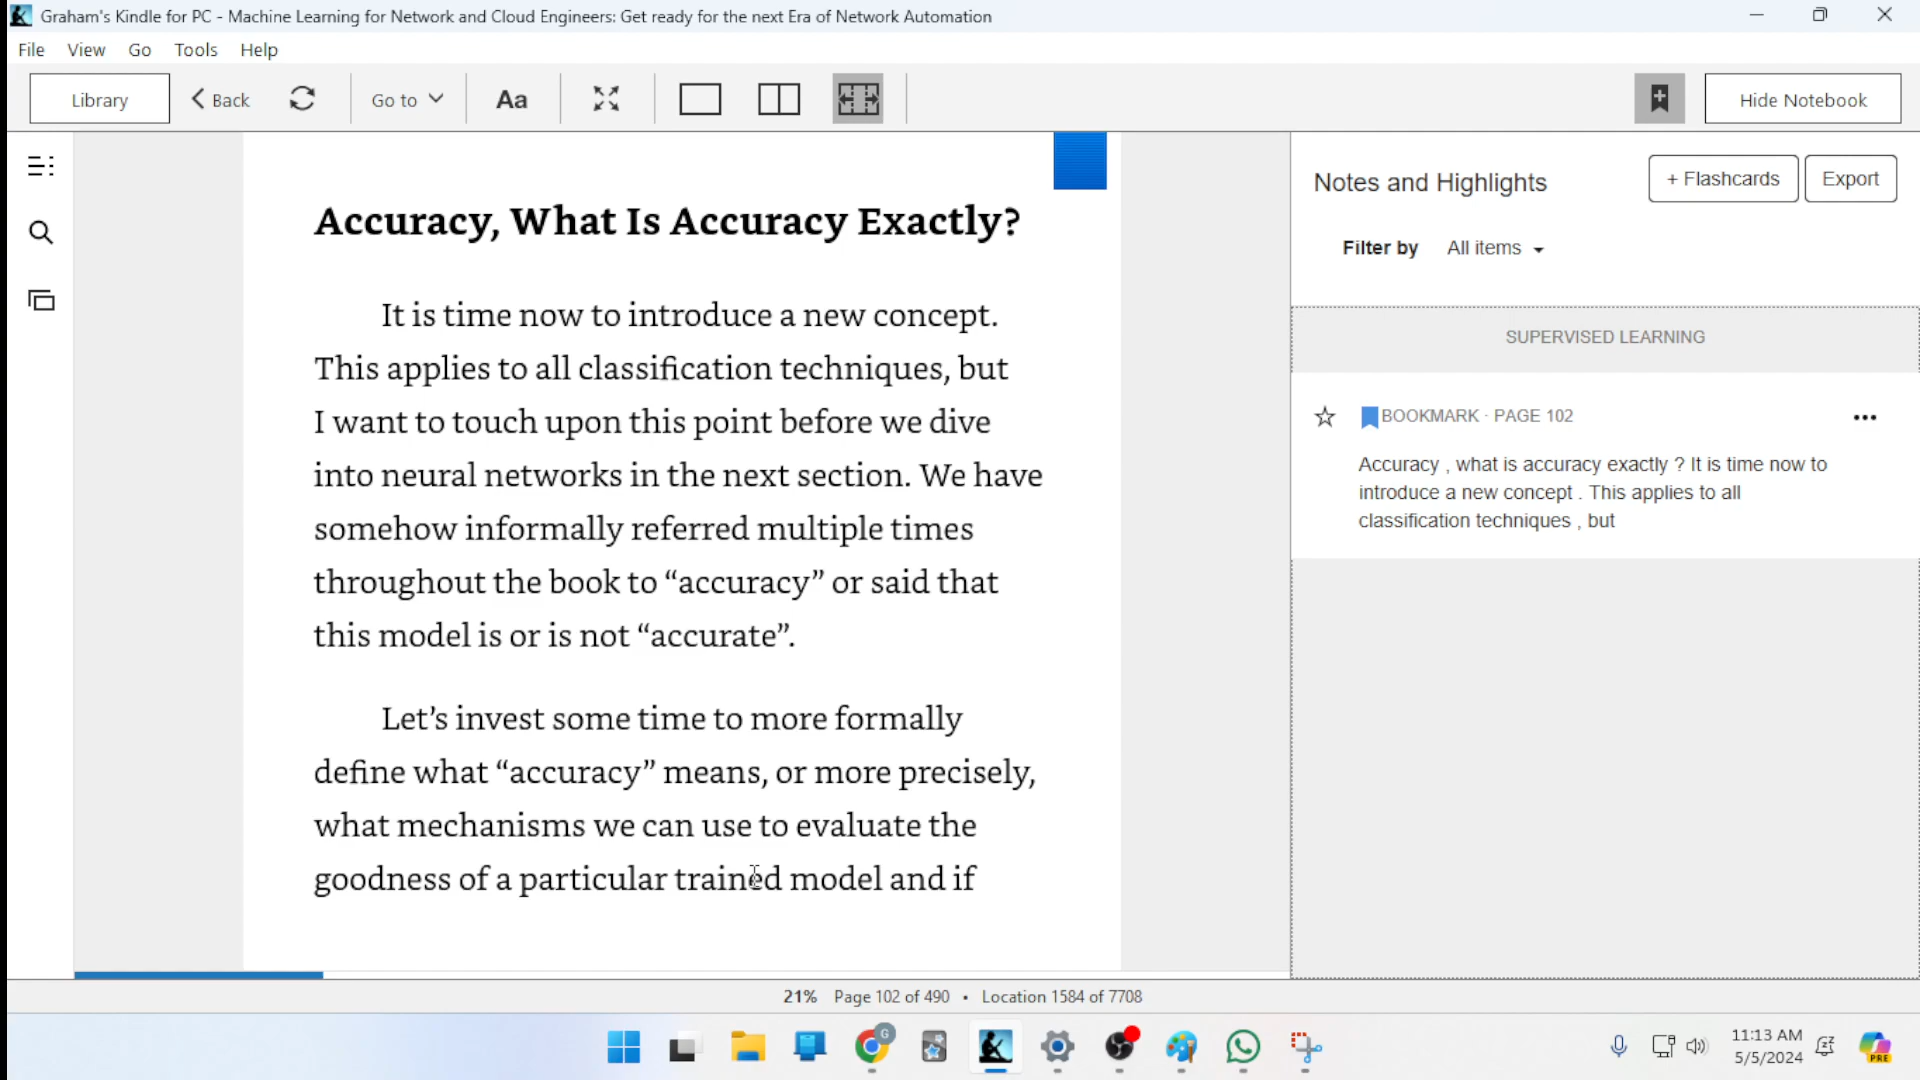 Graham's Kindle for PC - Machine Learning for Network and Cloud Engineers: Get ready for the next Era of Network Automation
File View Go Tools Help
Library Back Go to Aa Hide Notebook
Accuracy, What Is Accuracy Exactly?
It is time now to introduce a new concept.
This applies to all classification techniques, but
I want to touch upon this point before we dive
into neural networks in the next section. We have
somehow informally referred multiple times
throughout the book to “accuracy” or said that
this model is or is not “accurate”.
Let’s invest some time to more formally
define what “accuracy” means, or more precisely,
what mechanisms we can use to evaluate the
goodness of a particular trained model and if
Notes and Highlights + Flashcards Export
Filter by All items
SUPERVISED LEARNING
BOOKMARK · PAGE 102
Accuracy , what is accuracy exactly ? It is time now to
introduce a new concept . This applies to all
classification techniques , but
21% Page 102 of 490 • Location 1584 of 7708
G
11:13 AM
5/5/2024
PRE